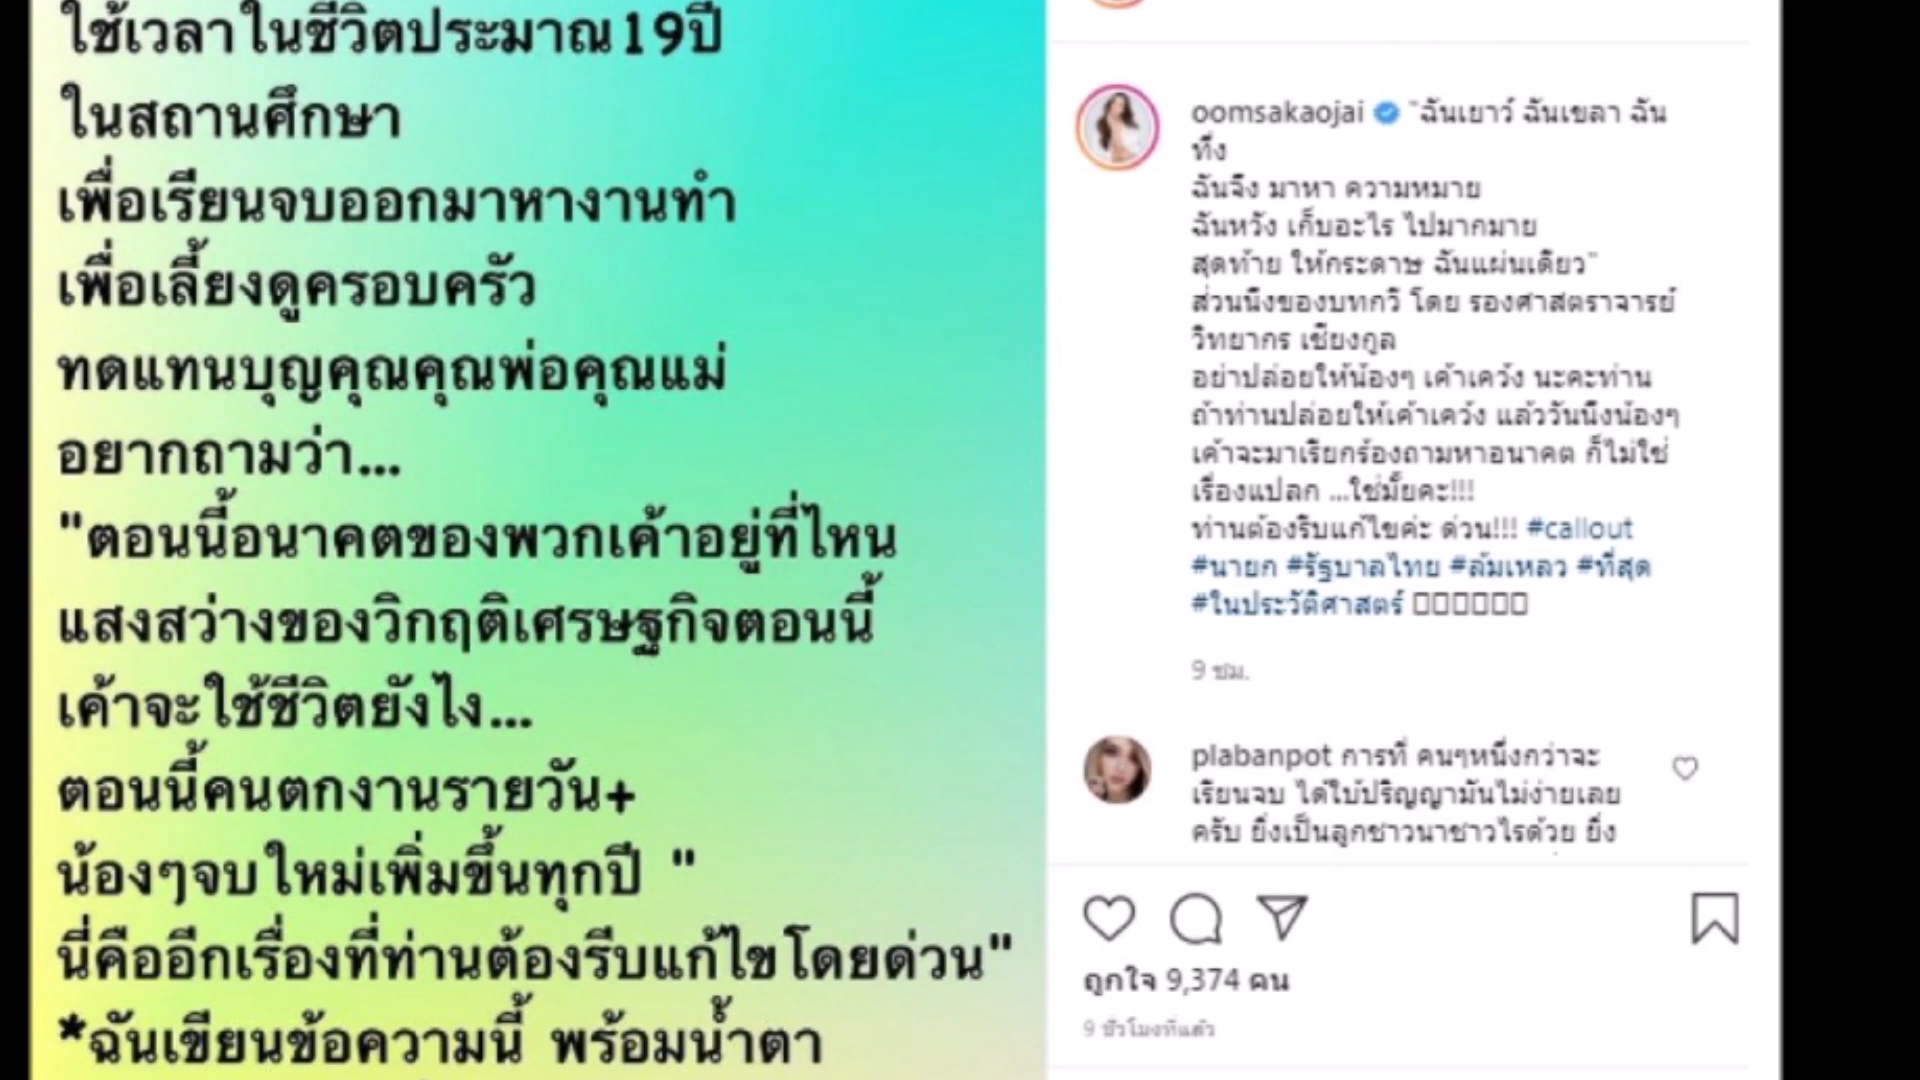 ใช้เวลาในชีวิตประมาณ19ปี
ในสถานศึกษา
เพื่อเรียนจบออกมาหางานทำ
เพื่อเลี้ยงดูครอบครัว
ทดแทนบุญคุณคุณพ่อคุณแม่
อยากถามว่า...
"ตอนนี้อนาคตของพวกเค้าอยู่ที่ไหน
แสงสว่างของวิกฤติเศรษฐกิจตอนนี้
เค้าจะใช้ชีวิตยังไง...
ตอนนี้คนตกงานรายวัน+
น้องๆจบใหม่เพิ่มขึ้นทุกปี "
นี่คืออีกเรื่องที่ท่านต้องรีบแก้ไขโดยด่วน"
*ฉันเขียนข้อความนี้ พร้อมน้ำตา
oomsakaojai "ฉันเยาว์ ฉันเขลา ฉัน
ทึ่ง
ฉันจึง มาหา ความหมาย
ฉันหวัง เก็บอะไร ไปมากมาย
สุดท้าย ให้กระดาษ ฉันแผ่นเดียว"
ส่วนนึงของบทกวี โดย รองศาสตราจารย์
วิทยากร เชียงกูล
อย่าปล่อยให้น้องๆ เค้าเคว้ง นะคะท่าน
ถ้าท่านปล่อยให้เค้าเคว้ง แล้ววันนึงน้องๆ
เค้าจะมาเรียกร้องถามหาอนาคต ก็ไม่ใช่
เรื่องแปลก ...ใช่มั้ยคะ!!!
ท่านต้องรีบแก้ไขค่ะ ด่วน!!! #callout
#นายก #รัฐบาลไทย #ล้มเหลว #ที่สุด
#ในประวัติศาสตร์
9 ชม.
plabanpot การที่ คนๆหนึ่งกว่าจะ
เรียนจบ ได้ใบ้ปริญญามันไม่ง่ายเลย
ครับ ยิ่งเป็นลูกชาวนาชาวไรด้วย ยิ่ง
ถูกใจ 9,374 คน
9 ชั่วโมงที่แล้ว